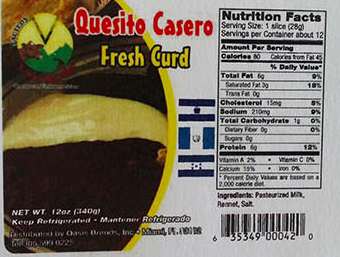 Quesito Casero
Fresh Curd
NET WT. 12oz (340g)
Keep Refrigerated - Mantener Refrigerado
Distributed by Oasis Brands, Inc • Miami, FL.
Nutrition Facts
Serving Size: 1 slice (28g)
Servings per Container about 12
Amount Per Serving
Calories 80 Calories from Fat 45
% Daily Value*
Total Fat 6g 9%
Saturated Fat 3g 18%
Trans Fat 0g
Cholesterol 15mg 5%
Sodium 210mg 9%
Total Carbohydrate 1g 0%
Dietary Fiber 0g 0%
Sugars 0g
Protein 6g 12%
Vitamin A 2% • Vitamin C 0%
Calcium 15% • Iron 0%
* Percent Daily Values are based on a
2,000 calorie diet.
Ingredients: Pasteurized Milk,
Rennet, Salt.
6 35349 00042 0